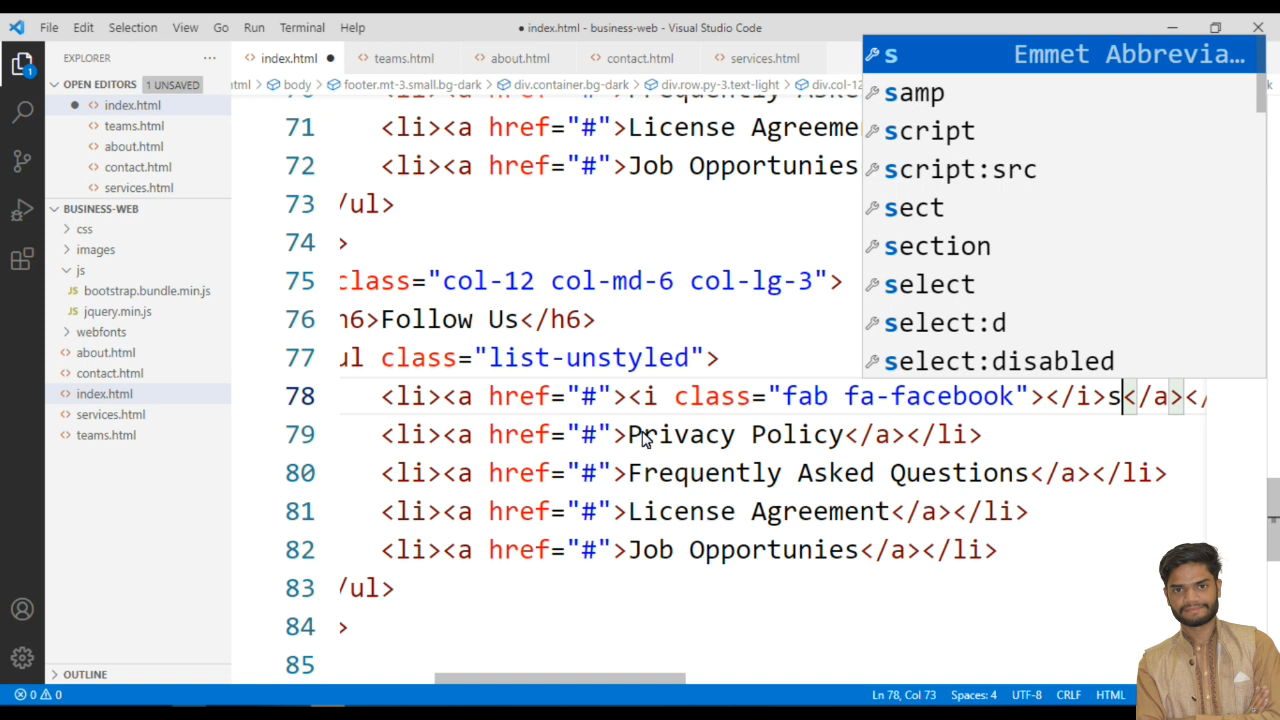 File Edit Selection View Go Run Terminal Help
● index.html - business-web - Visual Studio Code
EXPLORER
OPEN EDITORS 1 UNSAVED
index.html
teams.html
about.html
contact.html
services.html
BUSINESS-WEB
css
images
js
bootstrap.bundle.min.js
jquery.min.js
webfonts
about.html
contact.html
index.html
services.html
teams.html
OUTLINE
index.html ● teams.html about.html contact.html services.html
html > body > footer.mt-3.small.bg-dark > div.container.bg-dark > div.row.py-3.text-light > div.col-12
71 <li><a href="#">License Agreeme
72 <li><a href="#">Job Opportunies
73 /ul>
74 >
75 class="col-12 col-md-6 col-lg-3">
76 h6>Follow Us</h6>
77 ul class="list-unstyled">
78 <li><a href="#"><i class="fab fa-facebook"></i>s</a></
79 <li><a href="#">Privacy Policy</a></li>
80 <li><a href="#">Frequently Asked Questions</a></li>
81 <li><a href="#">License Agreement</a></li>
82 <li><a href="#">Job Opportunies</a></li>
83 /ul>
84 >
85
s Emmet Abbrevia…
samp
script
script:src
sect
section
select
select:d
select:disabled
0 0 Ln 78, Col 73 Spaces: 4 UTF-8 CRLF HTML